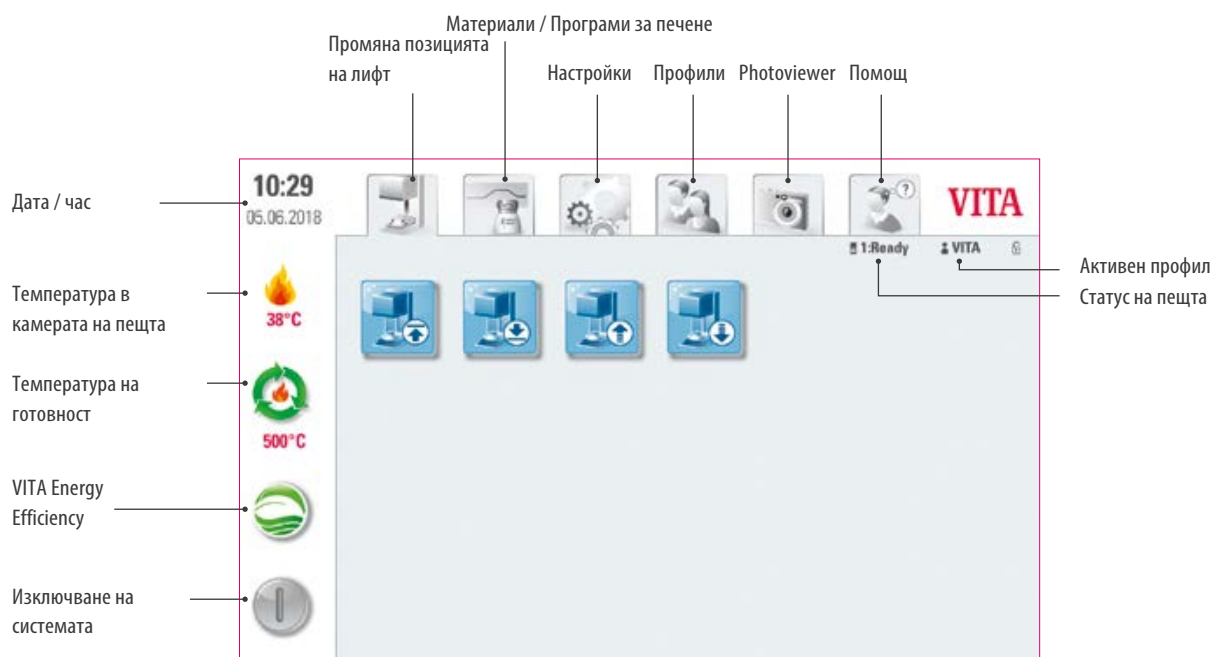 Материали / Програми за печене
Промяна позицията
на лифт
Настройки
Профили
Photoviewer
Помощ
Дата / час
10:29
05.06.2018
?
VITA
1:Ready
VITA
Активен профил
Статус на пещта
Температура в
камерата на пещта
38°C
Температура на
готовност
500°C
VITA Energy
Efficiency
Изключване на
системата